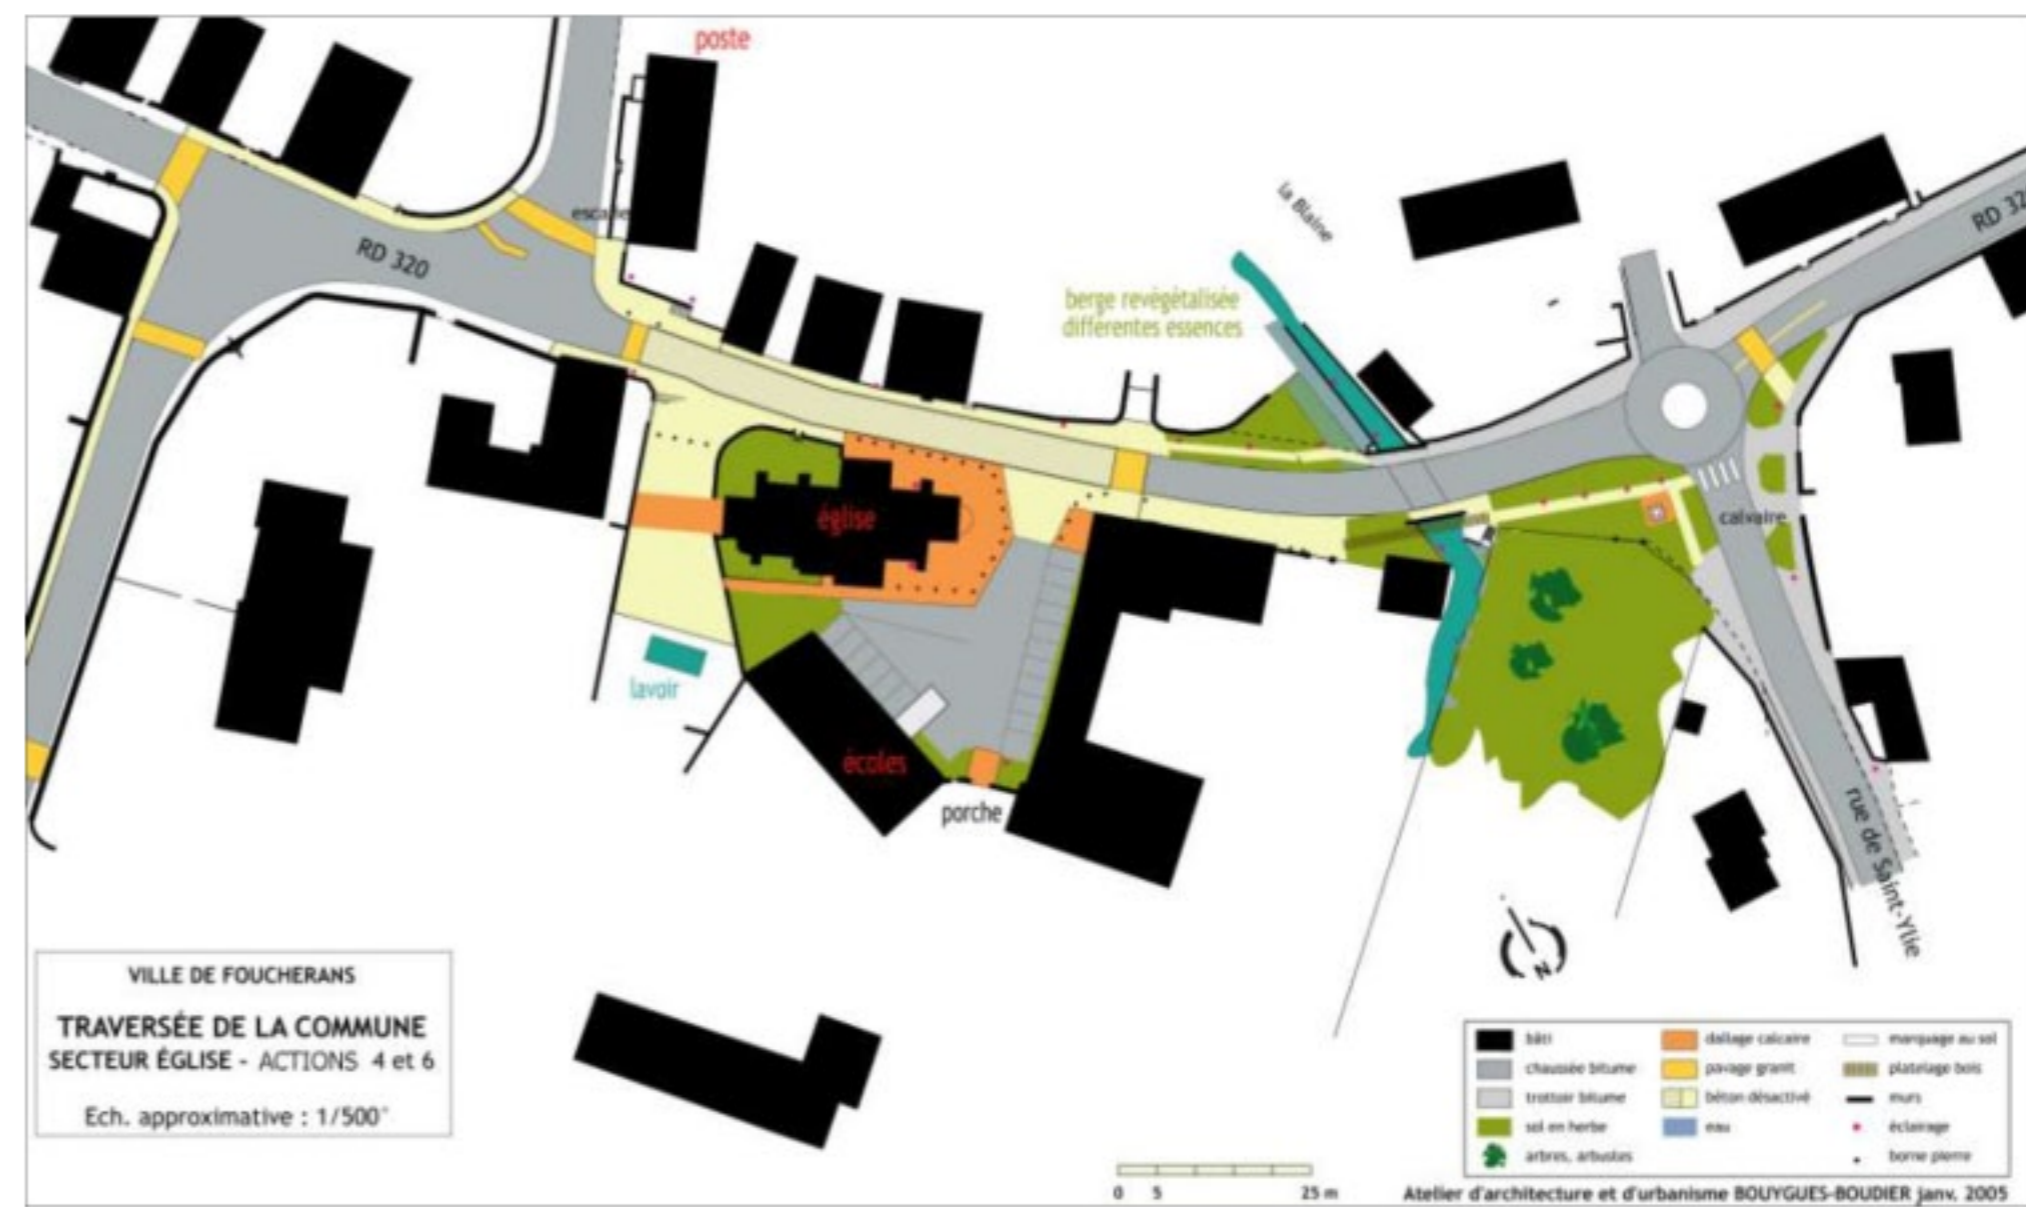 poste
escalier
RD 320
la Blaine
berge revégétalisée
différentes essences
RD 32
église
calvaire
lavoir
écoles
porche
rue de Saint-Ylie
N
VILLE DE FOUCHERANS
TRAVERSÉE DE LA COMMUNE
SECTEUR ÉGLISE - ACTIONS 4 et 6
Ech. approximative : 1/500°
bâti
chaussée bitume
trottoir bitume
sol en herbe
arbres, arbustes
dallage calcaire
pavage granit
béton désactivé
eau
marquage au sol
platelage bois
murs
éclairage
borne pierre
0 5 25 m
Atelier d'architecture et d'urbanisme BOUYGUES-BOUDIER janv. 2005